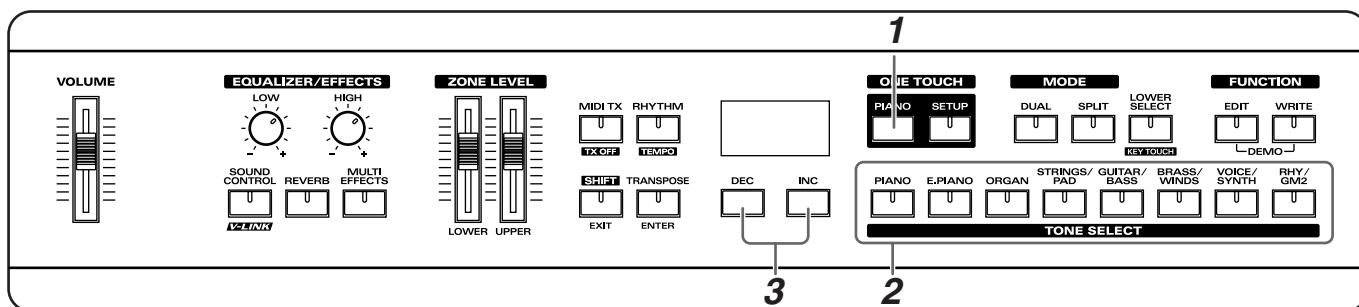 1
VOLUME
EQUALIZER/EFFECTS
LOW
HIGH
- +
- +
SOUND
CONTROL
REVERB
MULTI
EFFECTS
V-LINK
ZONE LEVEL
LOWER UPPER
MIDI TX
RHYTHM
TX OFF
TEMPO
SHIFT
TRANSPOSE
EXIT
ENTER
DEC
INC
3
ONE TOUCH
PIANO
SETUP
MODE
DUAL
SPLIT
LOWER
SELECT
KEY TOUCH
FUNCTION
EDIT
WRITE
DEMO
PIANO
E.PIANO
ORGAN
STRINGS/
PAD
GUITAR/
BASS
BRASS/
WINDS
VOICE/
SYNTH
RHY/
GM2
TONE SELECT
2